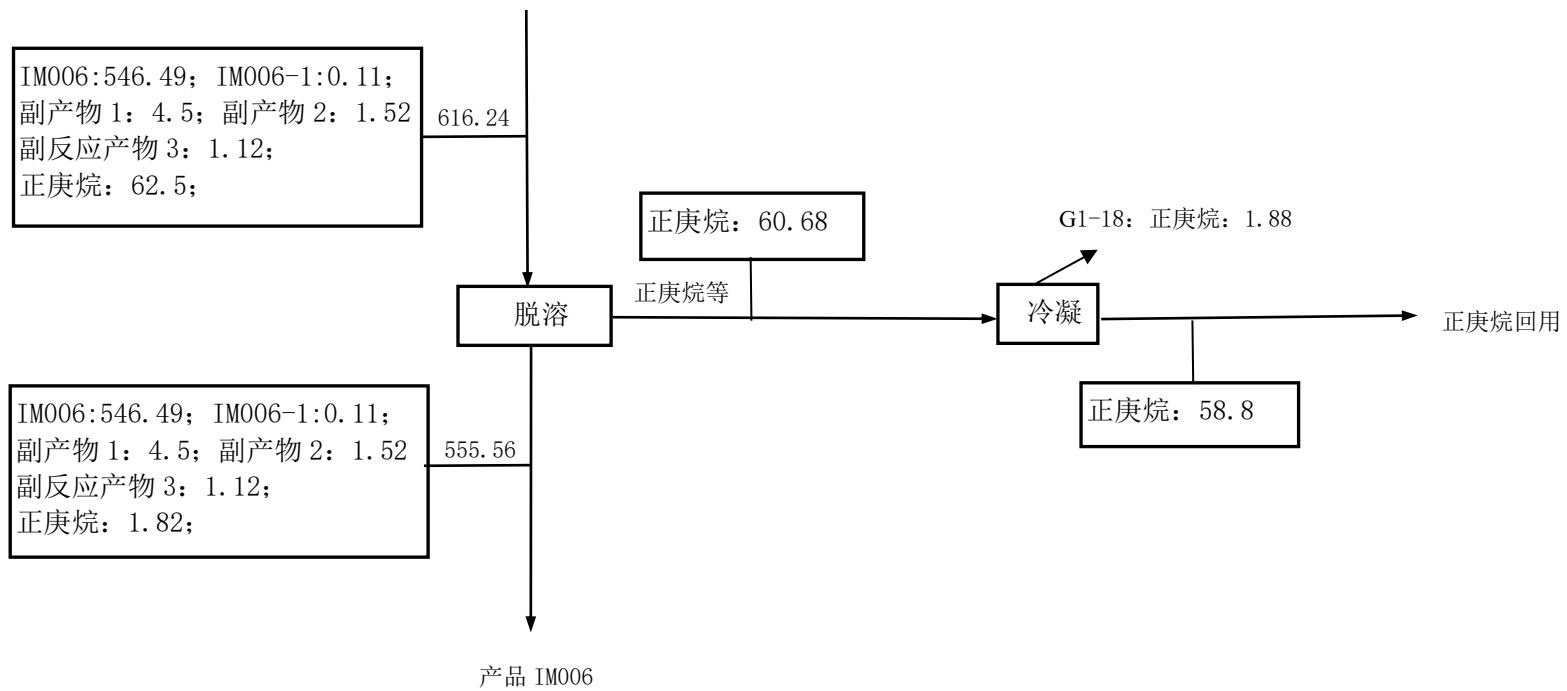 IM006:546.49；IM006-1:0.11；
副产物 1：4.5；副产物 2：1.52
副反应产物 3：1.12；
正庚烷：62.5；
616.24
正庚烷：60.68
G1-18：正庚烷：1.88
正庚烷等
脱溶
冷凝
正庚烷回用
正庚烷：58.8
IM006:546.49；IM006-1:0.11；
副产物 1：4.5；副产物 2：1.52
副反应产物 3：1.12；
正庚烷：1.82；
555.56
产品 IM006